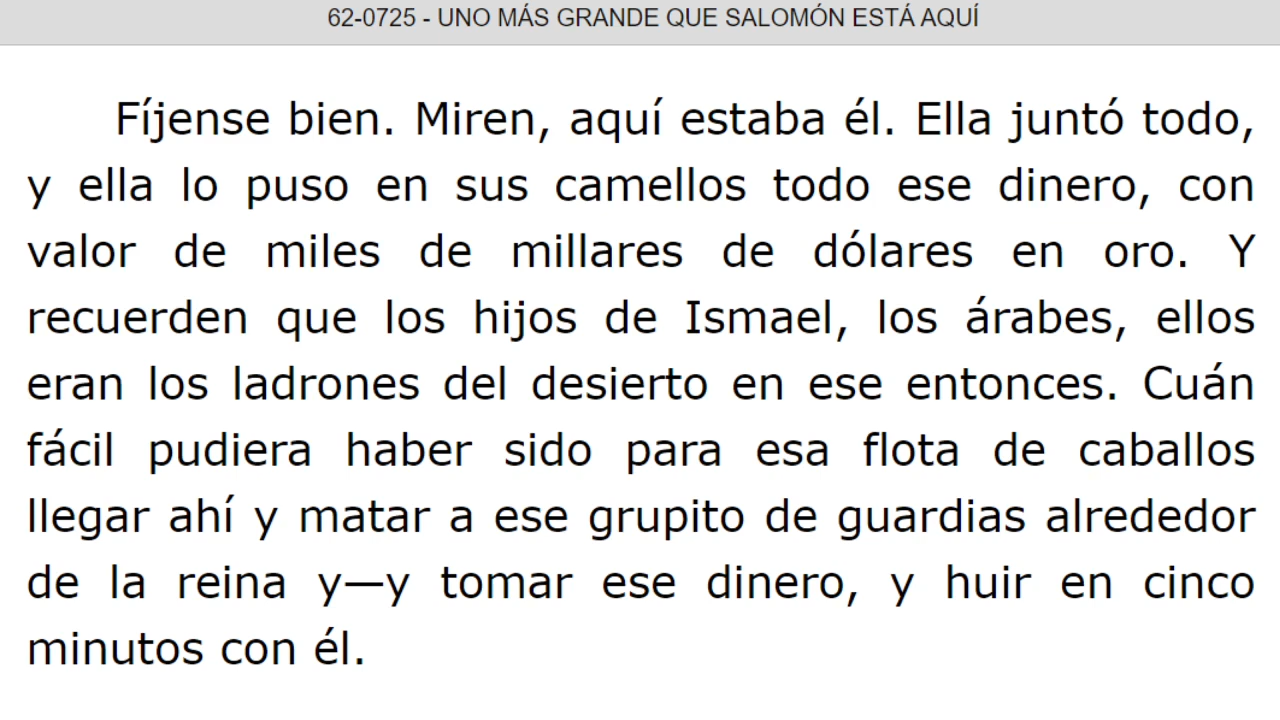 62-0725 - UNO MÁS GRANDE QUE SALOMÓN ESTÁ AQUÍ
Fíjense bien. Miren, aquí estaba él. Ella juntó todo,
y ella lo puso en sus camellos todo ese dinero, con
valor de miles de millares de dólares en oro. Y
recuerden que los hijos de Ismael, los árabes, ellos
eran los ladrones del desierto en ese entonces. Cuán
fácil pudiera haber sido para esa flota de caballos
llegar ahí y matar a ese grupito de guardias alrededor
de la reina y—y tomar ese dinero, y huir en cinco
minutos con él.